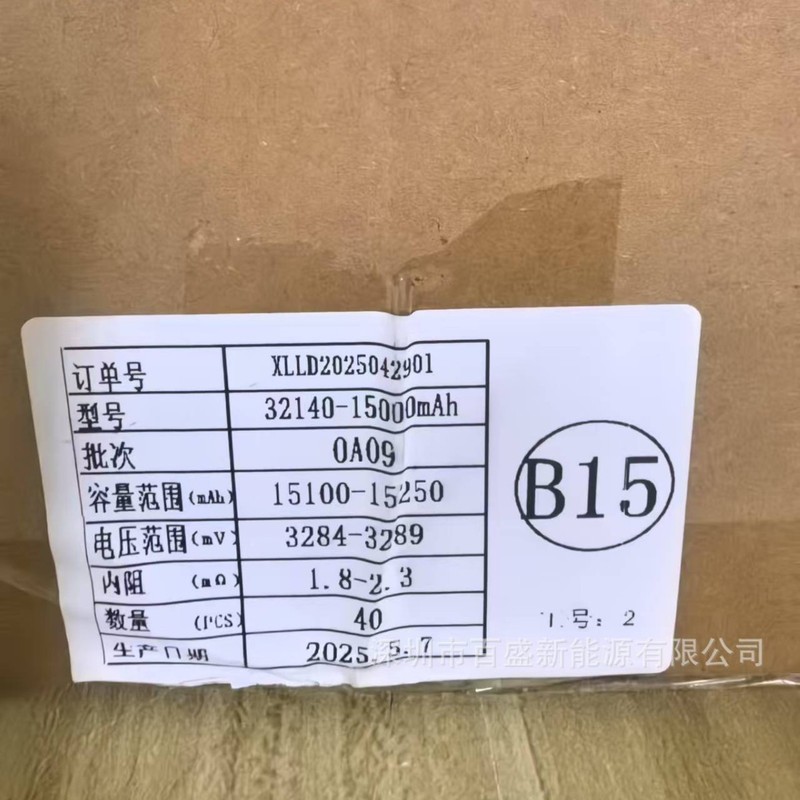 订单号 XLLD2025042901
型号 32140-15000mAh
批次 0A09
容量范围(mAh) 15100-15250
电压范围(mV) 3284-3289
内阻 (mΩ) 1.8-2.3
数量 (PCS) 40
生产日期 2025.5.7
B15
号: 2
深圳市百盛新能源有限公司